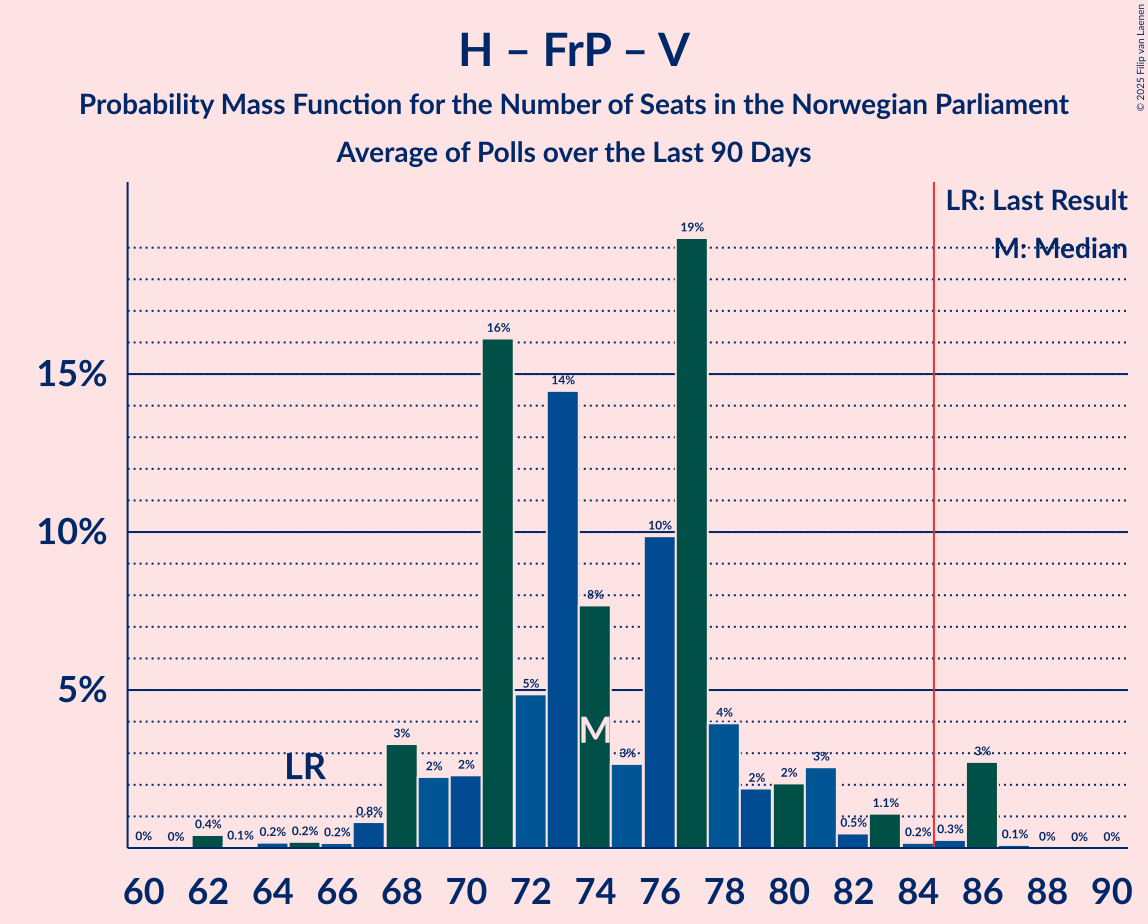 H – FrP – V
Probability Mass Function for the Number of Seats in the Norwegian Parliament
Average of Polls over the Last 90 Days
© 2025 Filip van Laenen
LR: Last Result
M: Median
15%
10%
5%
0% 0% 0.4% 0.1% 0.2% 0.2% 0.2% 0.8% 3% 2% 2% 16% 5% 14% 8% 3% 10% 19% 4% 2% 2% 3% 0.5% 1.1% 0.2% 0.3% 3% 0.1% 0% 0% 0%
LR
M
60 62 64 66 68 70 72 74 76 78 80 82 84 86 88 90